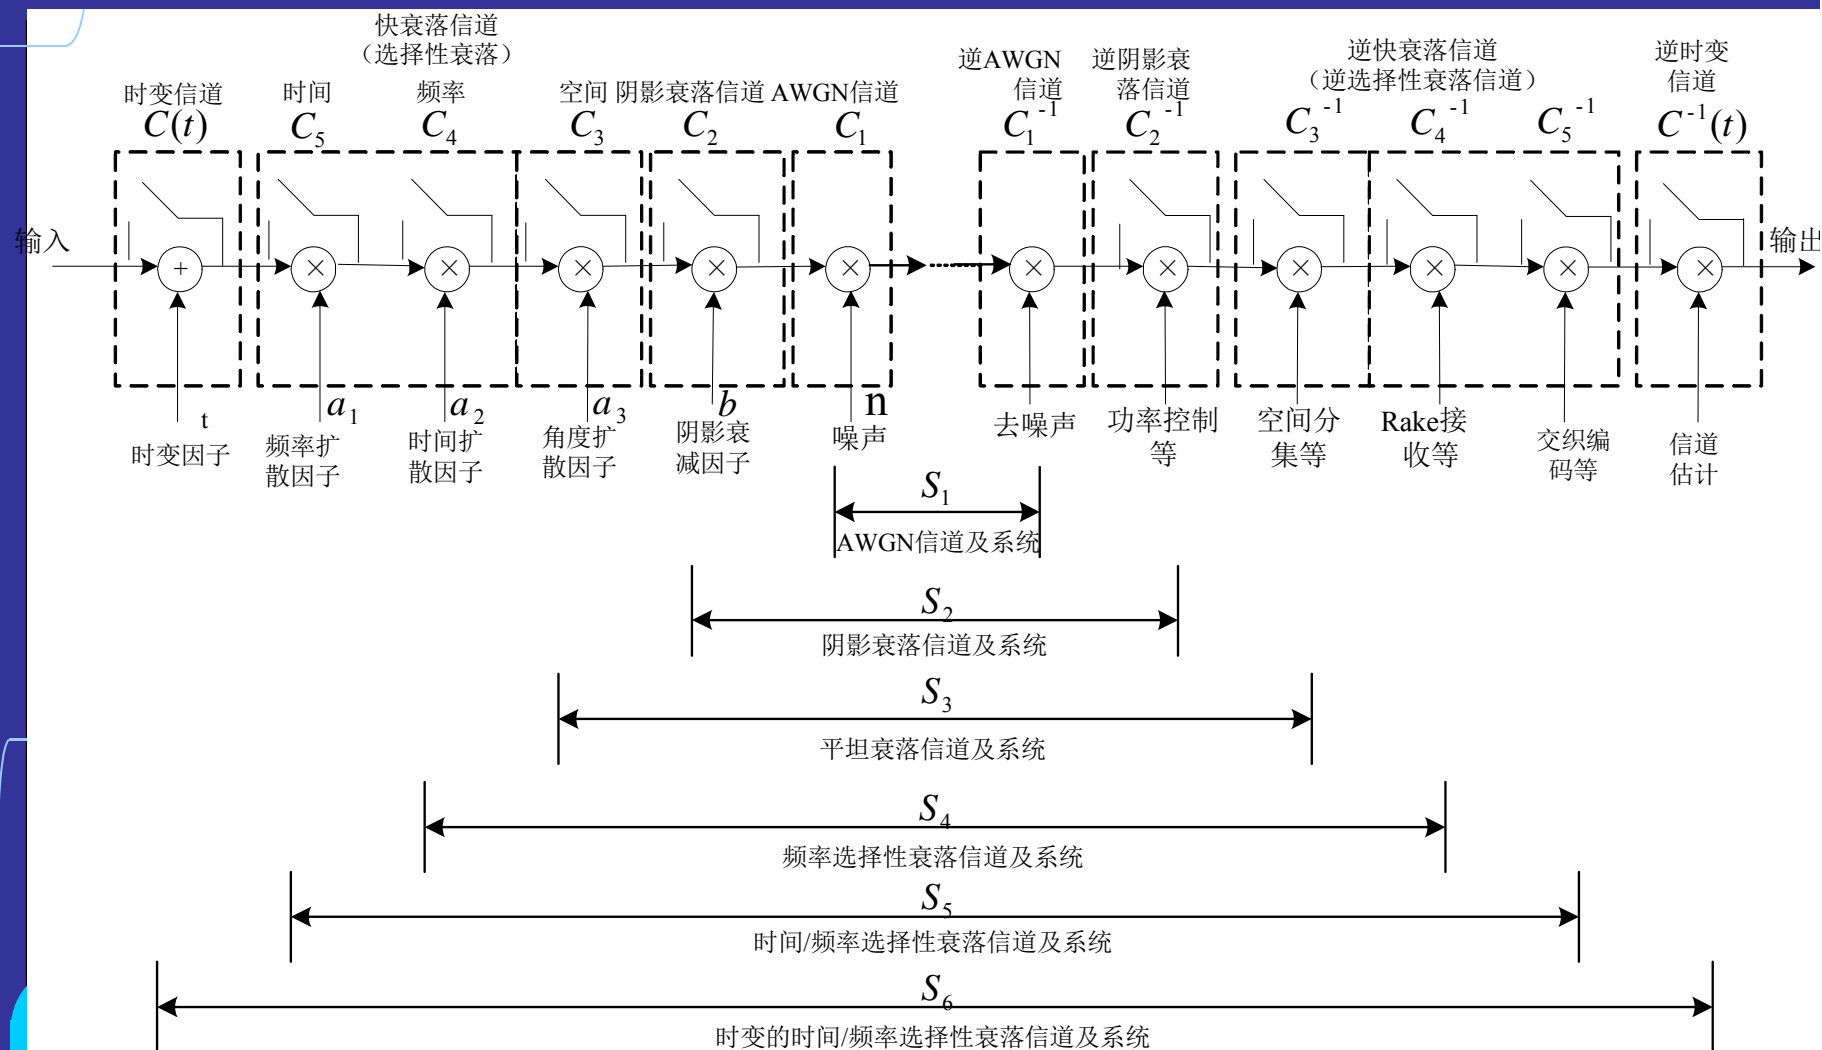 快衰落信道
（选择性衰落）
时变信道
时间
频率
空间
阴影衰落信道
AWGN信道
逆AWGN
信道
逆阴影衰
落信道
逆快衰落信道
（逆选择性衰落信道）
逆时变
信道
C(t)
C5
C4
C3
C2
C1
C1-1
C2-1
C3-1
C4-1
C5-1
C-1(t)
输入
+
×
×
×
×
×
×
×
×
×
×
×
输出
t
时变因子
a1
频率扩
散因子
a2
时间扩
散因子
a3
角度扩
散因子
b
阴影衰
减因子
n
噪声
去噪声
功率控制
等
空间分
集等
Rake接
收等
交织编
码等
信道
估计
S1
AWGN信道及系统
S2
阴影衰落信道及系统
S3
平坦衰落信道及系统
S4
频率选择性衰落信道及系统
S5
时间/频率选择性衰落信道及系统
S6
时变的时间/频率选择性衰落信道及系统